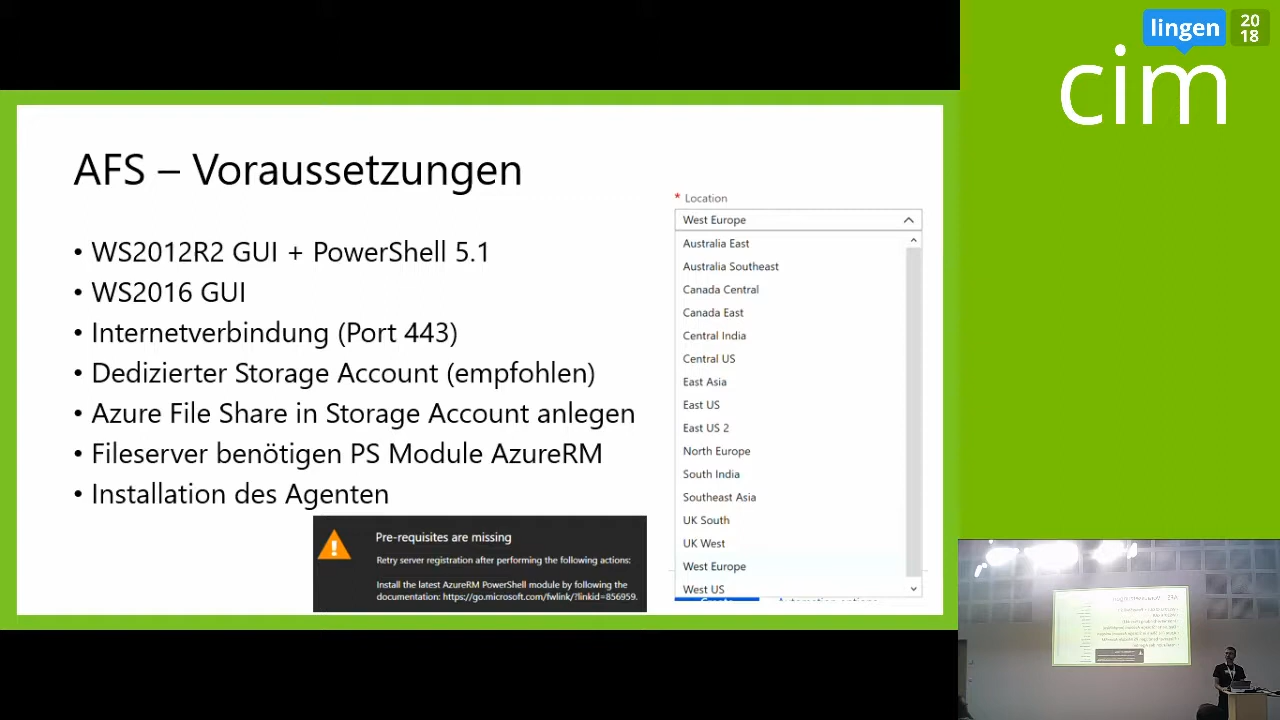 lingen
20
18
cim
AFS – Voraussetzungen
• WS2012R2 GUI + PowerShell 5.1
• WS2016 GUI
• Internetverbindung (Port 443)
• Dedizierter Storage Account (empfohlen)
• Azure File Share in Storage Account anlegen
• Fileserver benötigen PS Module AzureRM
• Installation des Agenten
Pre-requisites are missing
Retry server registration after performing the following actions:
Install the latest AzureRM PowerShell module by following the
documentation: https://go.microsoft.com/fwlink/?linkid=856959.
* Location
West Europe
Australia East
Australia Southeast
Canada Central
Canada East
Central India
Central US
East Asia
East US
East US 2
North Europe
South India
Southeast Asia
UK South
UK West
West Europe
West US